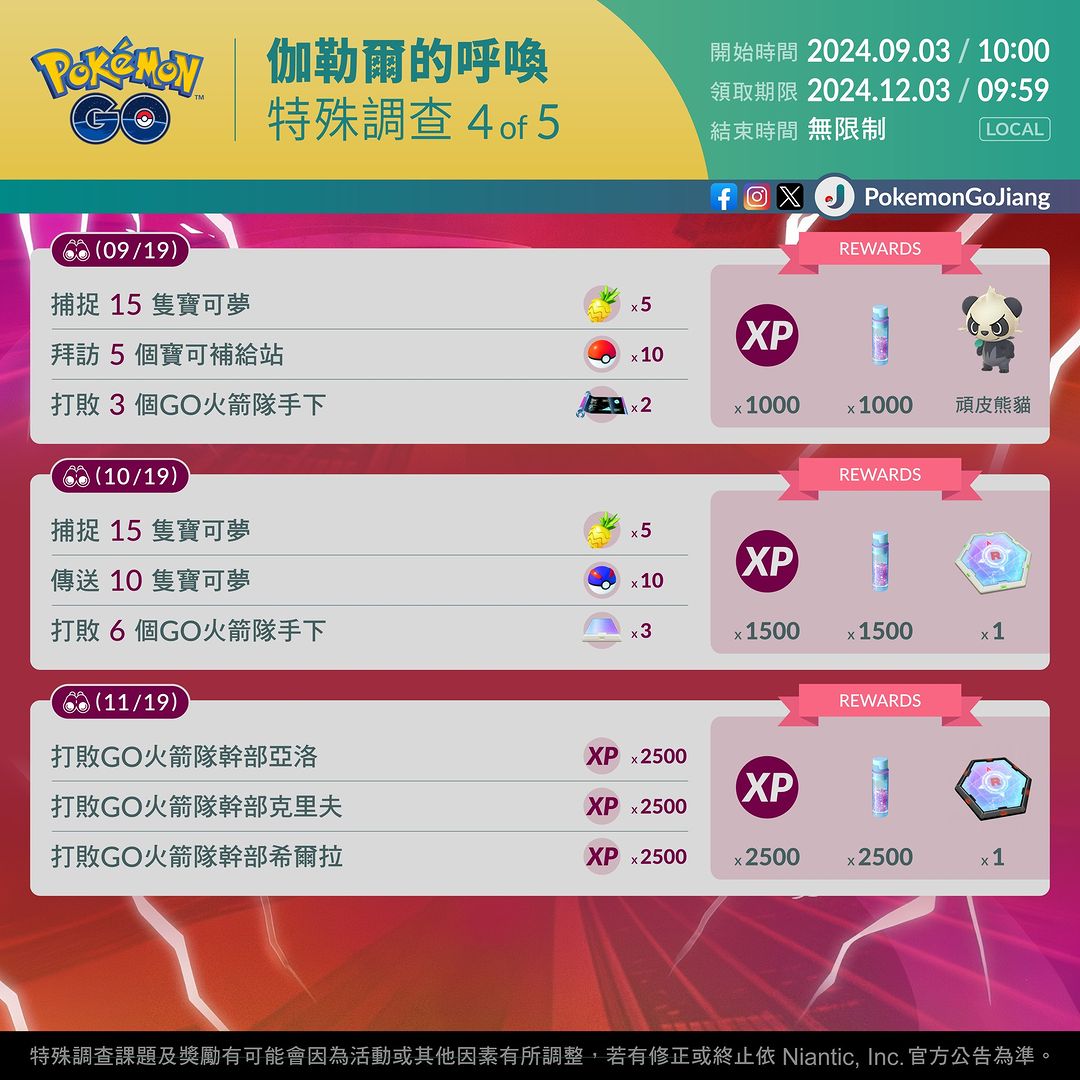 POKéMON GO™
伽勒爾的呼喚
特殊調查 4 of 5
開始時間 2024.09.03 / 10:00
領取期限 2024.12.03 / 09:59
結束時間 無限制 LOCAL
PokemonGoJiang
(09/19)
REWARDS
捕捉 15 隻寶可夢 x5
拜訪 5 個寶可補給站 x10
打敗 3 個GO火箭隊手下 x2
XP
x1000 x1000 頑皮熊貓
(10/19)
REWARDS
捕捉 15 隻寶可夢 x5
傳送 10 隻寶可夢 x10
打敗 6 個GO火箭隊手下 x3
XP R
x1500 x1500 x1
(11/19)
REWARDS
打敗GO火箭隊幹部亞洛 XP x2500
打敗GO火箭隊幹部克里夫 XP x2500
打敗GO火箭隊幹部希爾拉 XP x2500
XP R
x2500 x2500 x1
特殊調查課題及獎勵有可能會因為活動或其他因素有所調整，若有修正或終止依 Niantic, Inc. 官方公告為準。